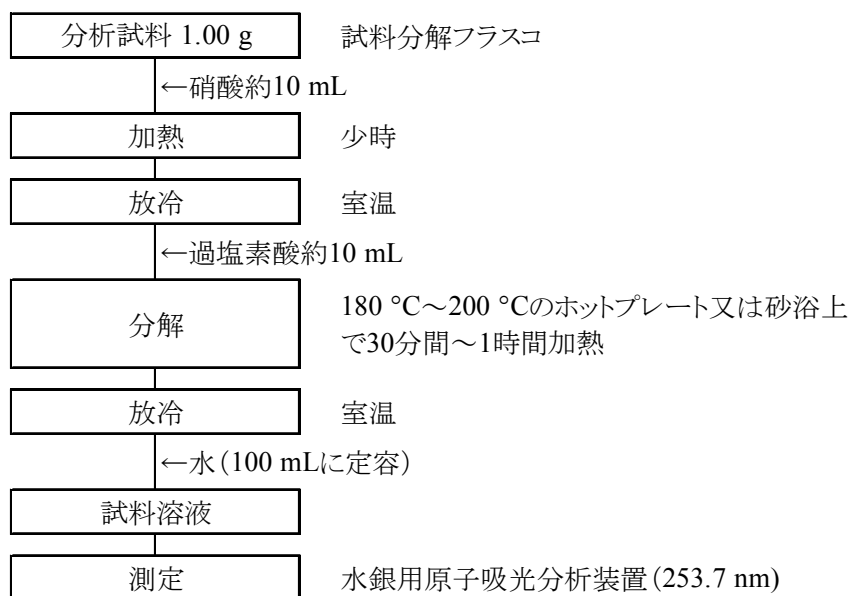 分析試料 1.00 g 試料分解フラスコ
←硝酸約10 mL
加熱 少時
放冷 室温
←過塩素酸約10 mL
分解 180 °C～200 °Cのホットプレート又は砂浴上
で30分間～1時間加熱
放冷 室温
←水（100 mLに定容）
試料溶液
測定 水銀用原子吸光分析装置（253.7 nm)